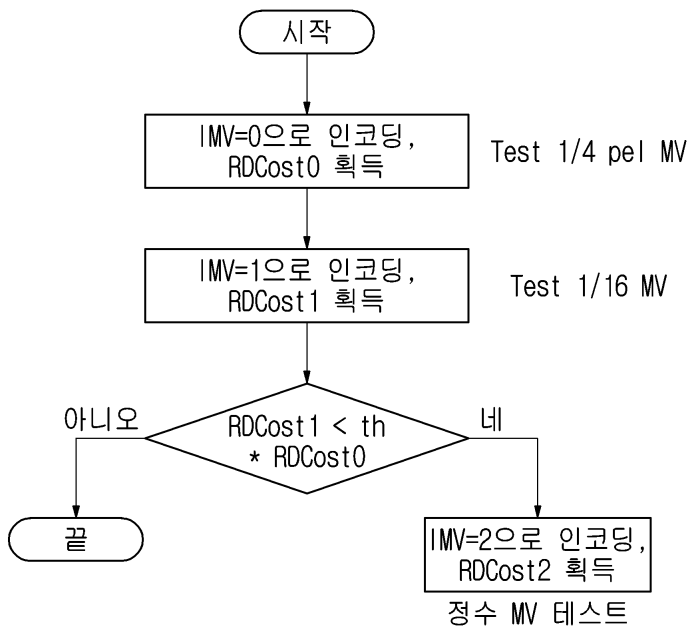 시작
IMV=0으로 인코딩,
RDCost0 획득
Test 1/4 pel MV
IMV=1으로 인코딩,
RDCost1 획득
Test 1/16 MV
아니오
RDCost1 < th
* RDCost0
네
끝
IMV=2으로 인코딩,
RDCost2 획득
정수 MV 테스트